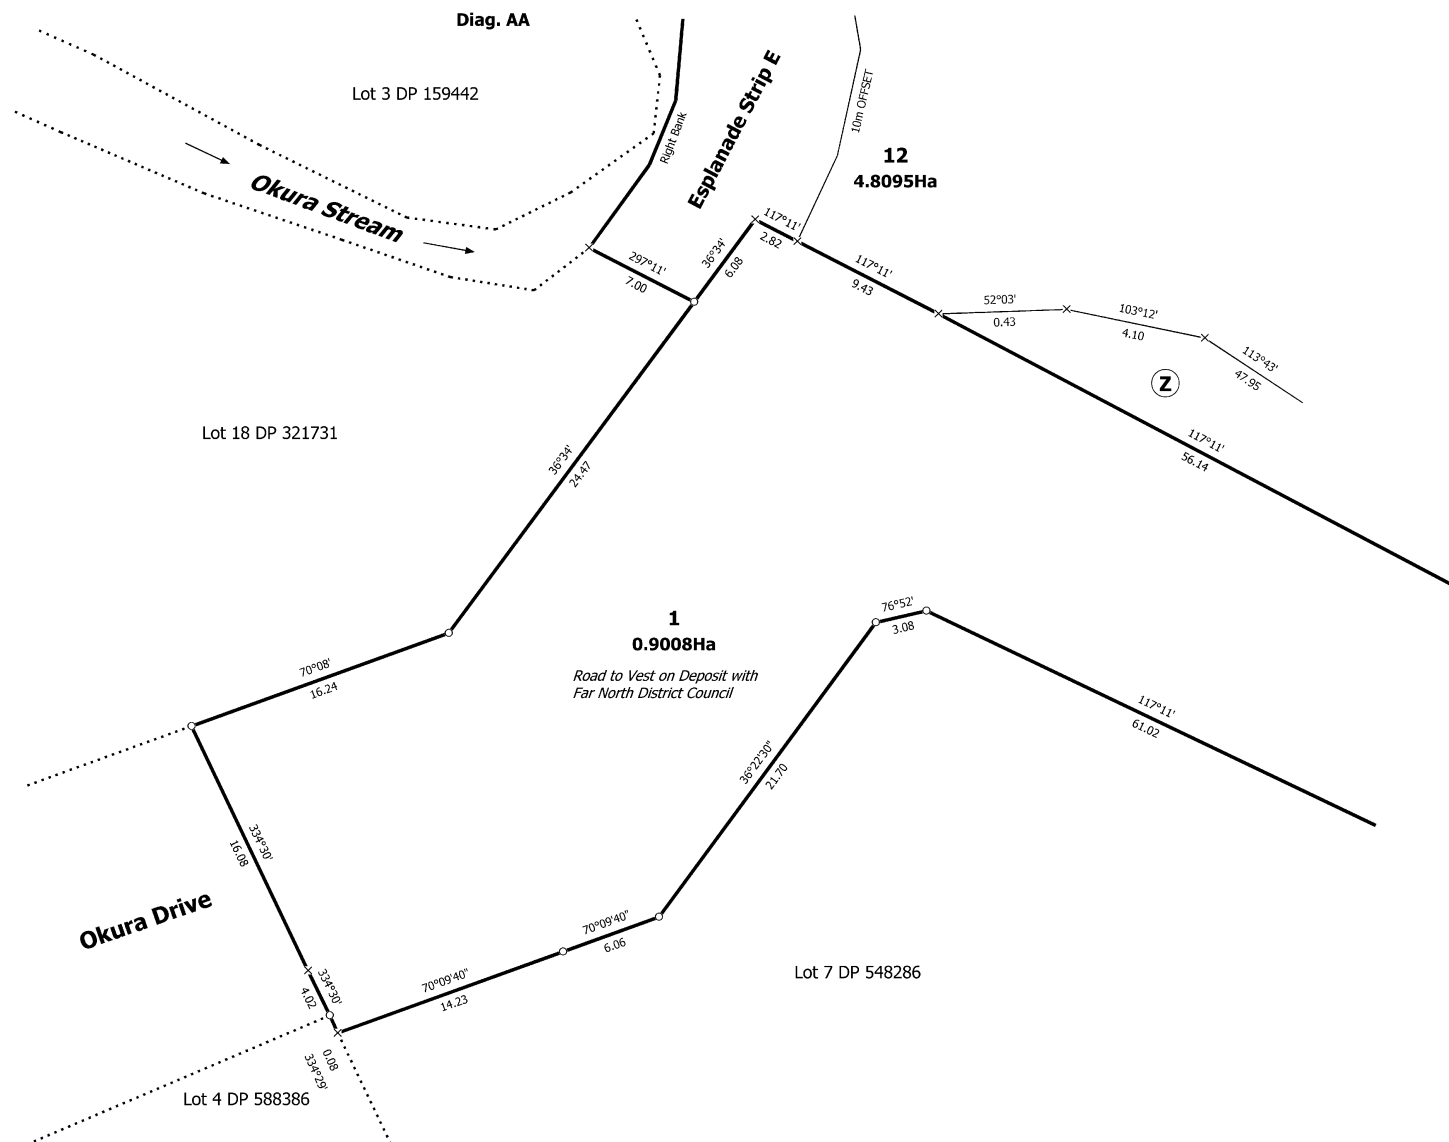 Diag. AA
Lot 3 DP 159442
Esplanade Strip E
10m OFFSET
Right Bank
12
4.8095Ha
Okura Stream
117°11'
2.82
36°34'
6.08
297°11'
7.00
117°11'
9.43
52°03'
0.43
103°12'
4.10
113°43'
47.95
Z
117°11'
56.14
Lot 18 DP 321731
36°34'
24.47
1
0.9008Ha
Road to Vest on Deposit with
Far North District Council
76°52'
3.08
70°08'
16.24
117°11'
61.02
36°22'30"
21.70
334°30'
16.08
Okura Drive
70°09'40"
6.06
70°09'40"
14.23
334°30'
4.02
Lot 7 DP 548286
0.08
334°29'
Lot 4 DP 588386